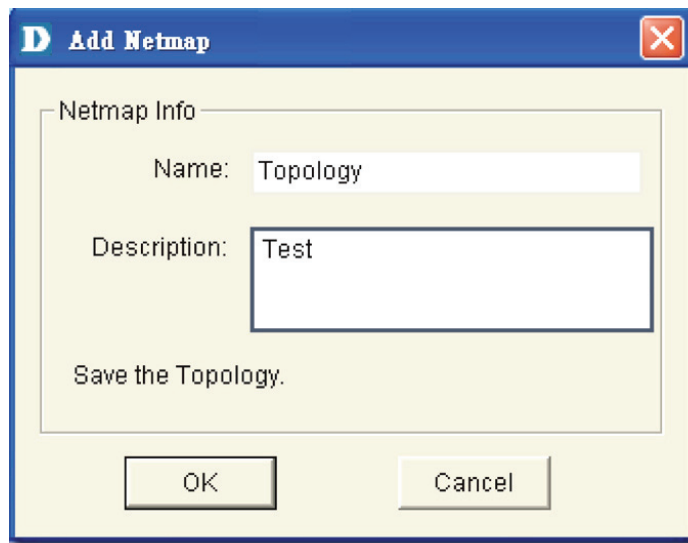 D Add Netmap
Netmap Info
Name: Topology
Description: Test
Save the Topology.
OK Cancel